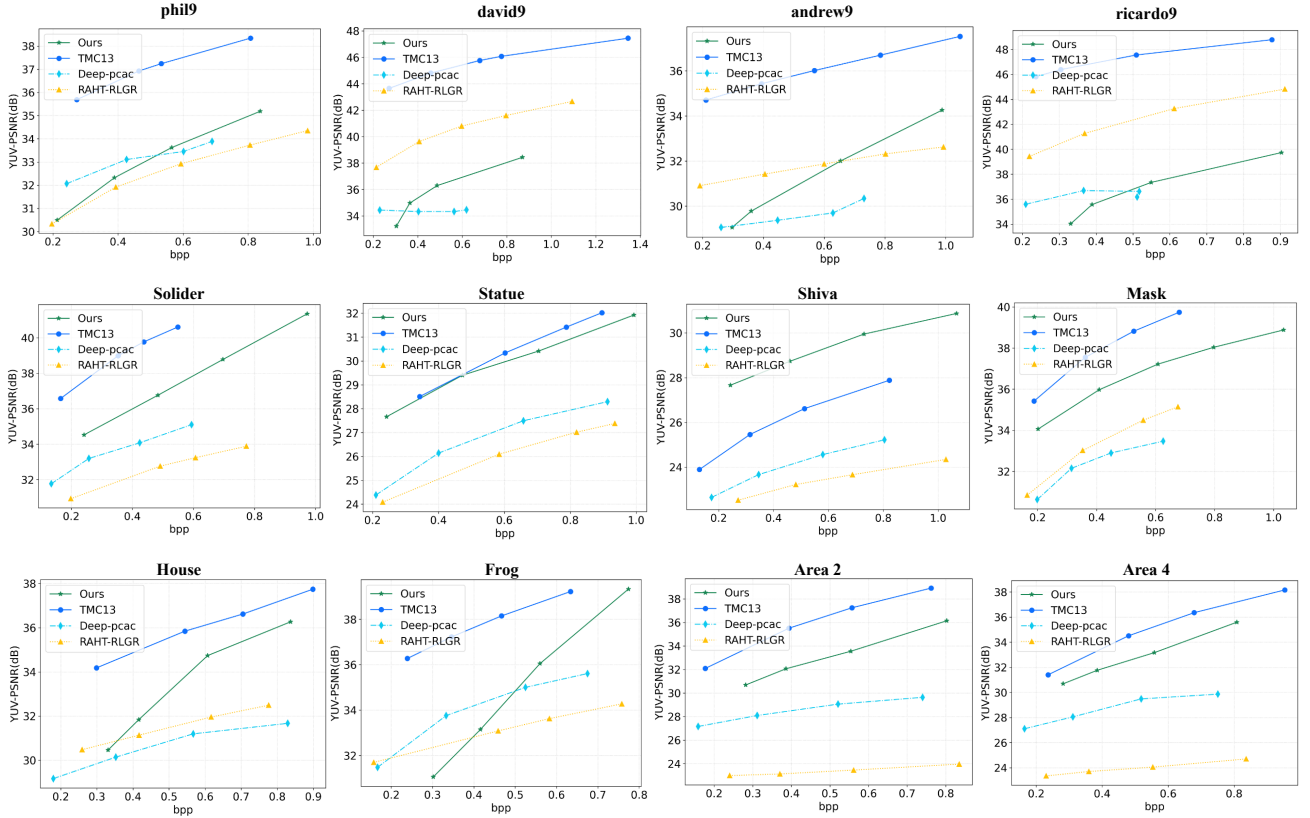 phil9
YUV-PSNR(dB)
38
37
36
35
34
33
32
31
30
Ours
TMC13
Deep-pcac
RAHT-RLGR
0.2 0.4 0.6 0.8 1.0
bpp
david9
YUV-PSNR(dB)
48
46
44
42
40
38
36
34
Ours
TMC13
Deep-pcac
RAHT-RLGR
0.2 0.4 0.6 0.8 1.0 1.2 1.4
bpp
andrew9
YUV-PSNR(dB)
36
34
32
30
Ours
TMC13
Deep-pcac
RAHT-RLGR
0.2 0.4 0.6 0.8 1.0
bpp
ricardo9
YUV-PSNR(dB)
48
46
44
42
40
38
36
34
Ours
TMC13
Deep-pcac
RAHT-RLGR
0.2 0.3 0.4 0.5 0.6 0.7 0.8 0.9
bpp
Solider
YUV-PSNR(dB)
40
38
36
34
32
Ours
TMC13
Deep-pcac
RAHT-RLGR
0.2 0.4 0.6 0.8 1.0
bpp
Statue
YUV-PSNR(dB)
32
31
30
29
28
27
26
25
24
Ours
TMC13
Deep-pcac
RAHT-RLGR
0.2 0.4 0.6 0.8 1.0
bpp
Shiva
YUV-PSNR(dB)
30
28
26
24
Ours
TMC13
Deep-pcac
RAHT-RLGR
0.2 0.4 0.6 0.8 1.0
bpp
Mask
YUV-PSNR(dB)
40
38
36
34
32
Ours
TMC13
Deep-pcac
RAHT-RLGR
0.2 0.4 0.6 0.8 1.0
bpp
House
YUV-PSNR(dB)
38
36
34
32
30
Ours
TMC13
Deep-pcac
RAHT-RLGR
0.2 0.3 0.4 0.5 0.6 0.7 0.8 0.9
bpp
Frog
YUV-PSNR(dB)
38
36
34
32
Ours
TMC13
Deep-pcac
RAHT-RLGR
0.2 0.3 0.4 0.5 0.6 0.7 0.8
bpp
Area 2
YUV-PSNR(dB)
38
36
34
32
30
28
26
24
Ours
TMC13
Deep-pcac
RAHT-RLGR
0.2 0.3 0.4 0.5 0.6 0.7 0.8
bpp
Area 4
YUV-PSNR(dB)
38
36
34
32
30
28
26
24
Ours
TMC13
Deep-pcac
RAHT-RLGR
0.2 0.4 0.6 0.8
bpp